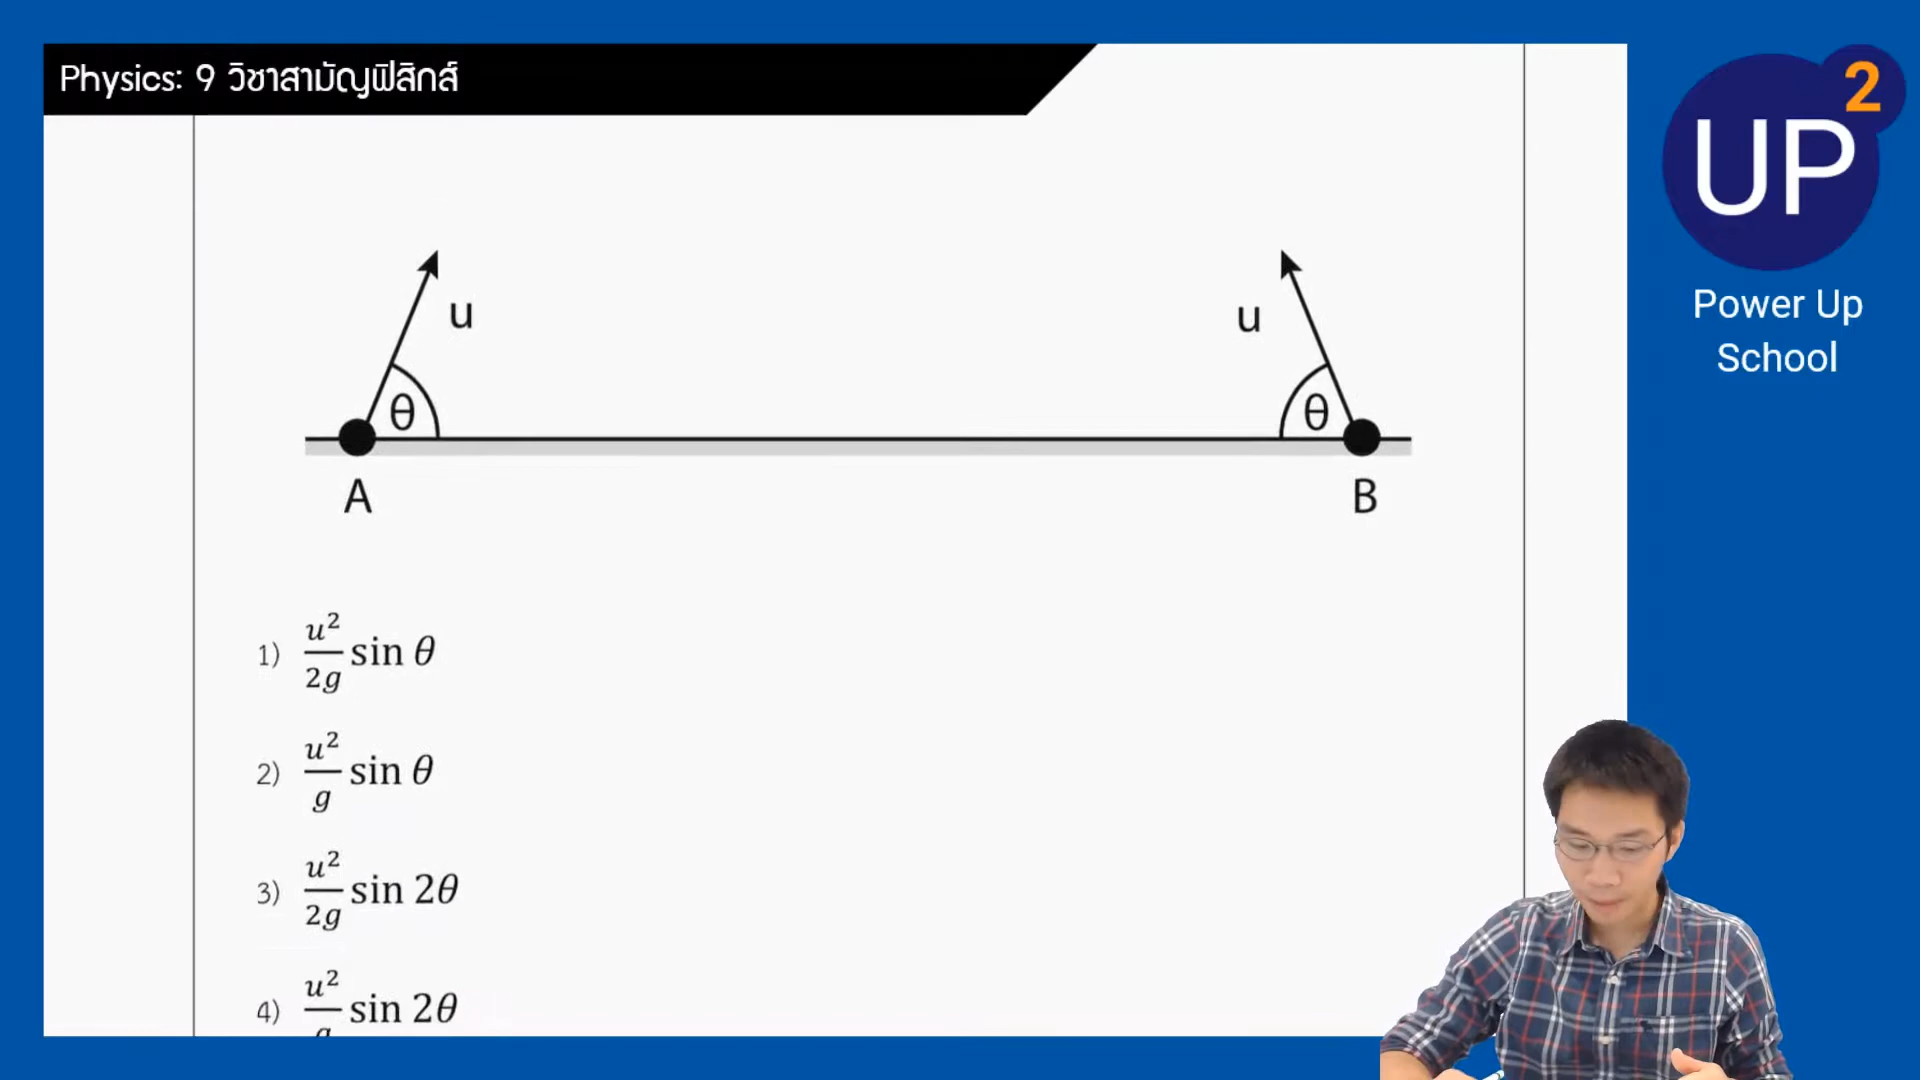 Physics: 9 วิชาสามัญฟิสิกส์
UP 2
Power Up
School
u
u
θ
θ
A
B
1) u²/2g sin θ
2) u²/g sin θ
3) u²/2g sin 2θ
4) u²/g sin 2θ